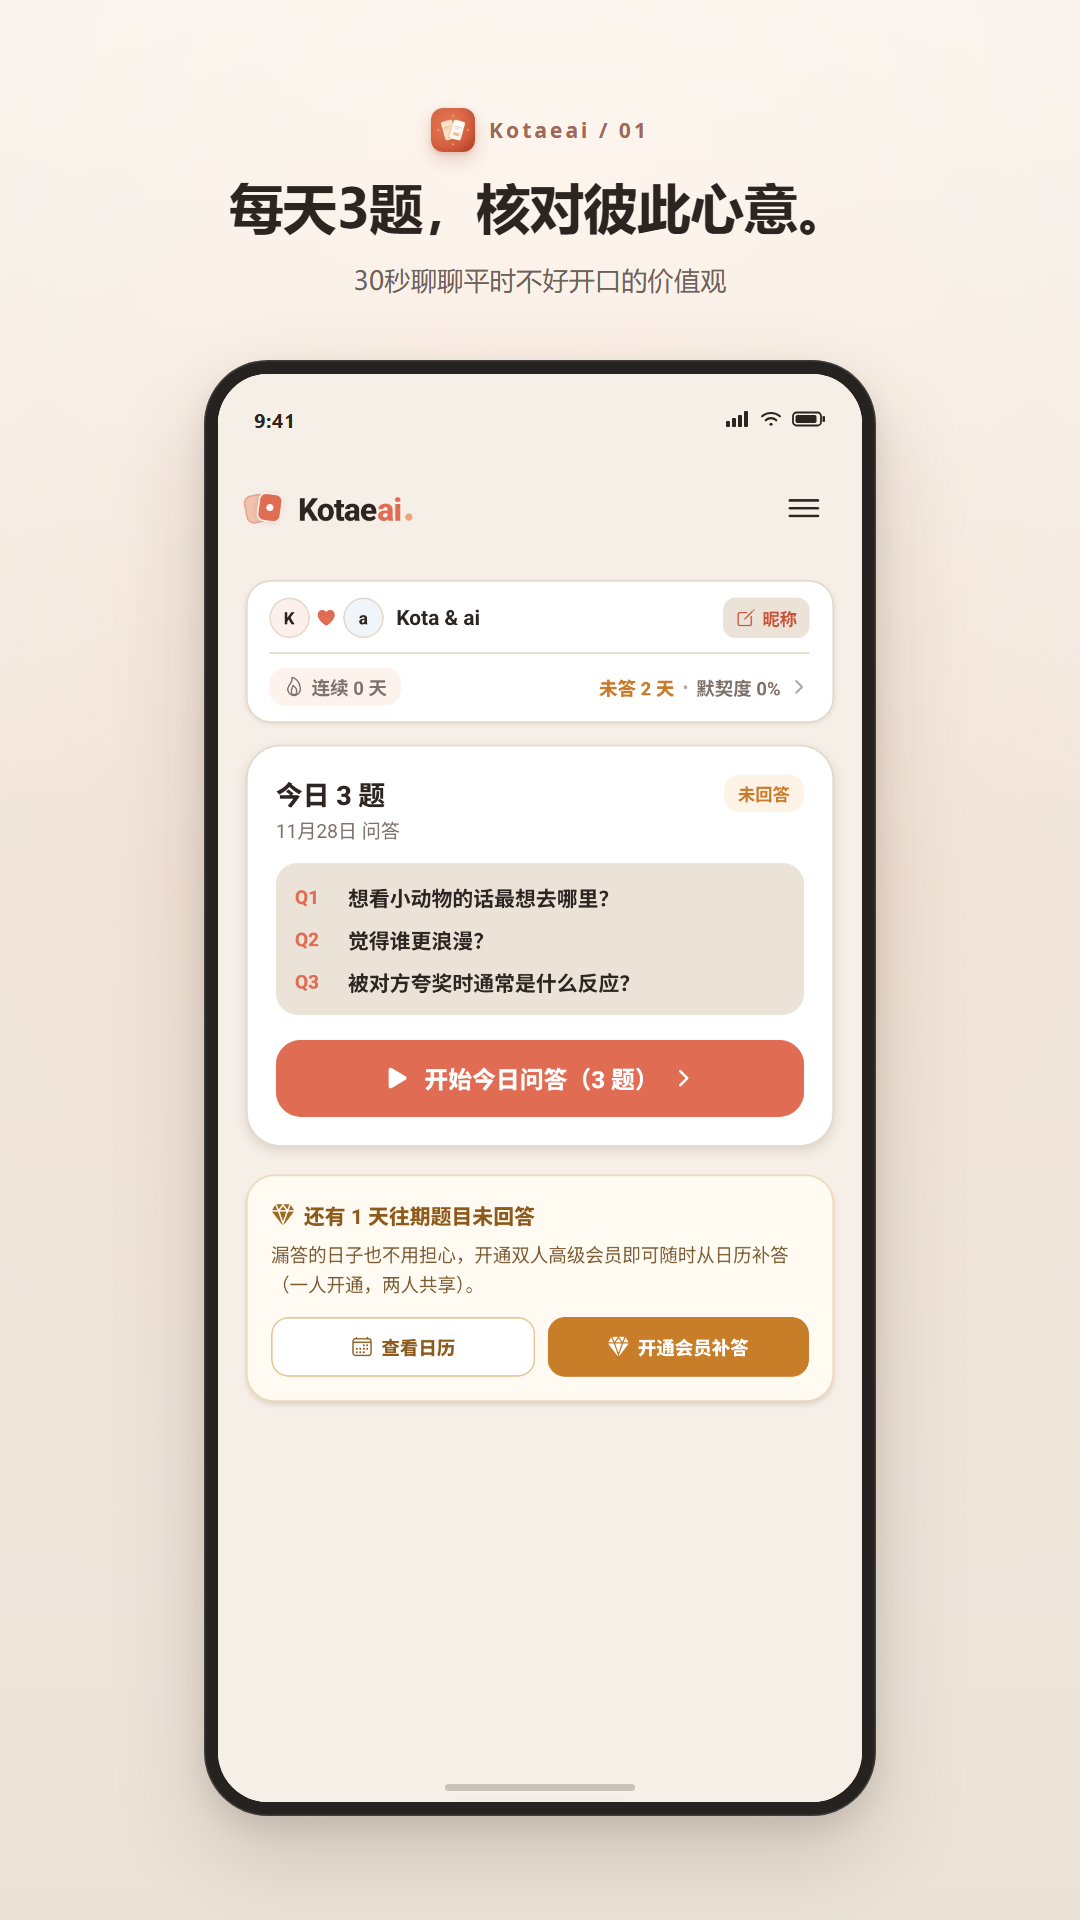 Kotaeai / 01
每天3题，核对彼此心意。
30秒聊聊平时不好开口的价值观
9:41
Kotaeai.
K a Kota & ai 昵称
连续 0 天 未答 2 天 · 默契度 0%
今日 3 题 未回答
11月28日 问答
Q1 想看小动物的话最想去哪里？
Q2 觉得谁更浪漫？
Q3 被对方夸奖时通常是什么反应？
开始今日问答（3 题）
还有 1 天往期题目未回答
漏答的日子也不用担心，开通双人高级会员即可随时从日历补答
（一人开通，两人共享）。
查看日历 开通会员补答